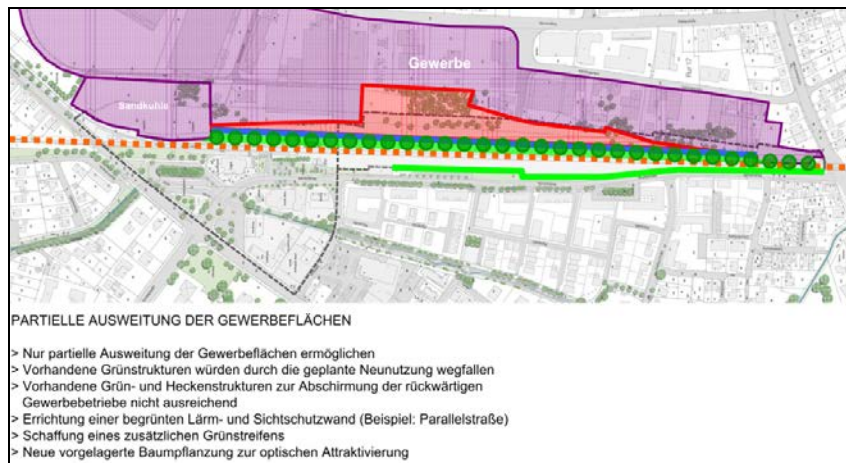 Gewerbe
Sandkuhle
PARTIELLE AUSWEITUNG DER GEWERBEFLÄCHEN
> Nur partielle Ausweitung der Gewerbeflächen ermöglichen
> Vorhandene Grünstrukturen würden durch die geplante Neunutzung wegfallen
> Vorhandene Grün- und Heckenstrukturen zur Abschirmung der rückwärtigen
Gewerbebetriebe nicht ausreichend
> Errichtung einer begrünten Lärm- und Sichtschutzwand (Beispiel: Parallelstraße)
> Schaffung eines zusätzlichen Grünstreifens
> Neue vorgelagerte Baumpflanzung zur optischen Attraktivierung